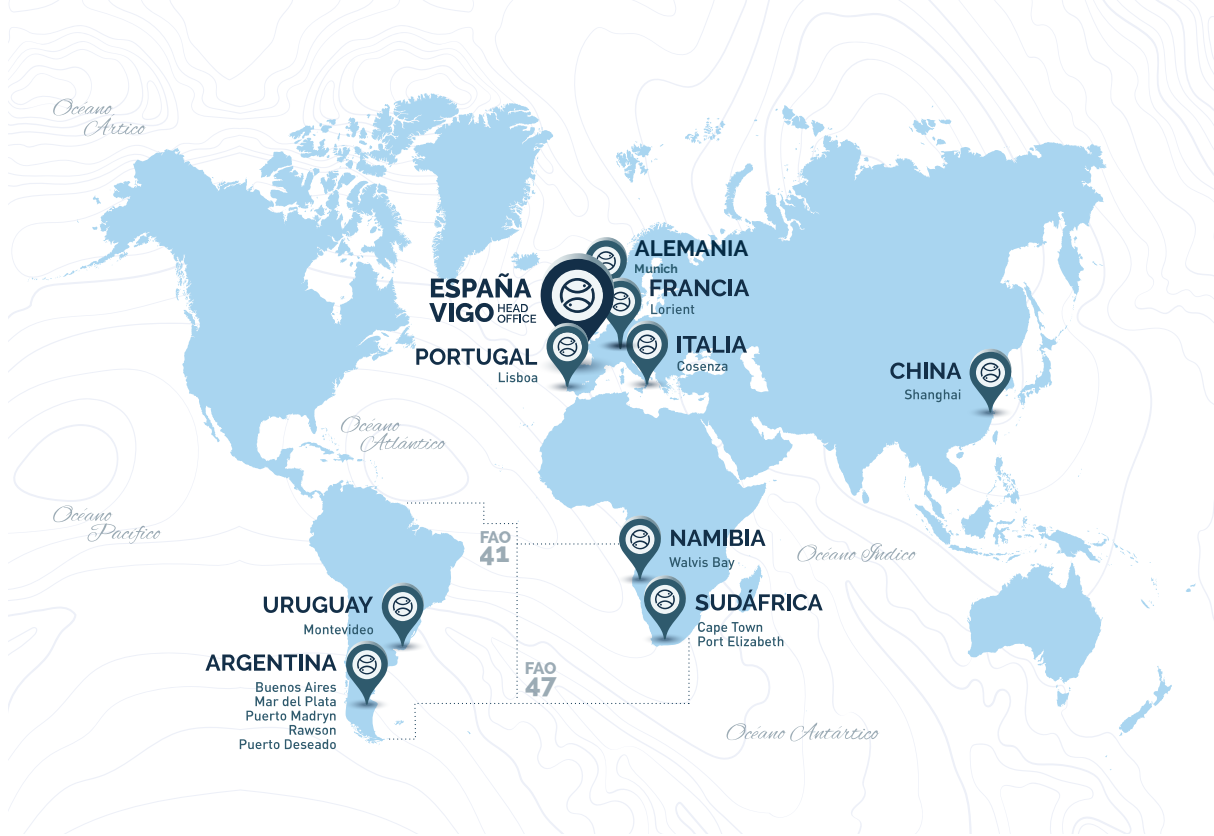 Océano
Ártico
ALEMANIA
Munich
ESPAÑA
VIGO HEAD
OFFICE
FRANCIA
Lorient
PORTUGAL
Lisboa
ITALIA
Cosenza
CHINA
Shanghai
Océano
Atlántico
Océano
Pacífico
FAO
41
NAMIBIA
Walvis Bay
Océano Índico
URUGUAY
Montevideo
SUDÁFRICA
Cape Town
Port Elizabeth
ARGENTINA
Buenos Aires
Mar del Plata
Puerto Madryn
Rawson
Puerto Deseado
FAO
47
Océano Antártico